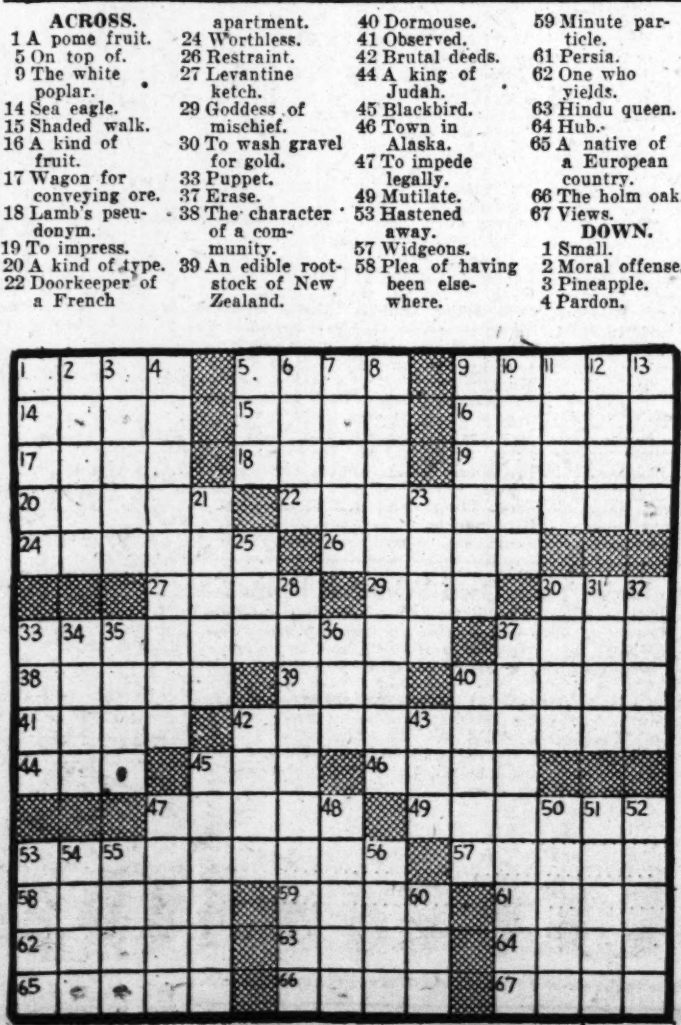 ACROSS.
1 A pome fruit.
5 On top of.
9 The white
poplar.
14 Sea eagle.
15 Shaded walk.
16 A kind of
fruit.
17 Wagon for
conveying ore.
18 Lamb's pseu-
donym.
19 To impress.
20 A kind of type.
22 Doorkeeper of
a French
apartment.
24 Worthless.
26 Restraint.
27 Levantine
ketch.
29 Goddess of
mischief.
30 To wash gravel
for gold.
33 Puppet.
37 Erase.
38 The character
of a com-
munity.
39 An edible root-
stock of New
Zealand.
40 Dormouse.
41 Observed.
42 Brutal deeds.
44 A king of
Judah.
45 Blackbird.
46 Town in
Alaska.
47 To impede
legally.
49 Mutilate.
53 Hastened
away.
57 Widgeons.
58 Plea of having
been else-
where.
59 Minute par-
ticle.
61 Persia.
62 One who
yields.
63 Hindu queen.
64 Hub.
65 A native of
a European
country.
66 The holm oak.
67 Views.
DOWN.
1 Small.
2 Moral offense.
3 Pineapple.
4 Pardon.
1 2 3 4 5 6 7 8 9 10 11 12 13
14 15 16
17 18 19
20 21 22 23
24 25 26
27 28 29 30 31 32
33 34 35 36 37
38 39 40
41 42 43
44 45 46
47 48 49 50 51 52
53 54 55 56 57
58 59 60 61
62 63 64
65 66 67